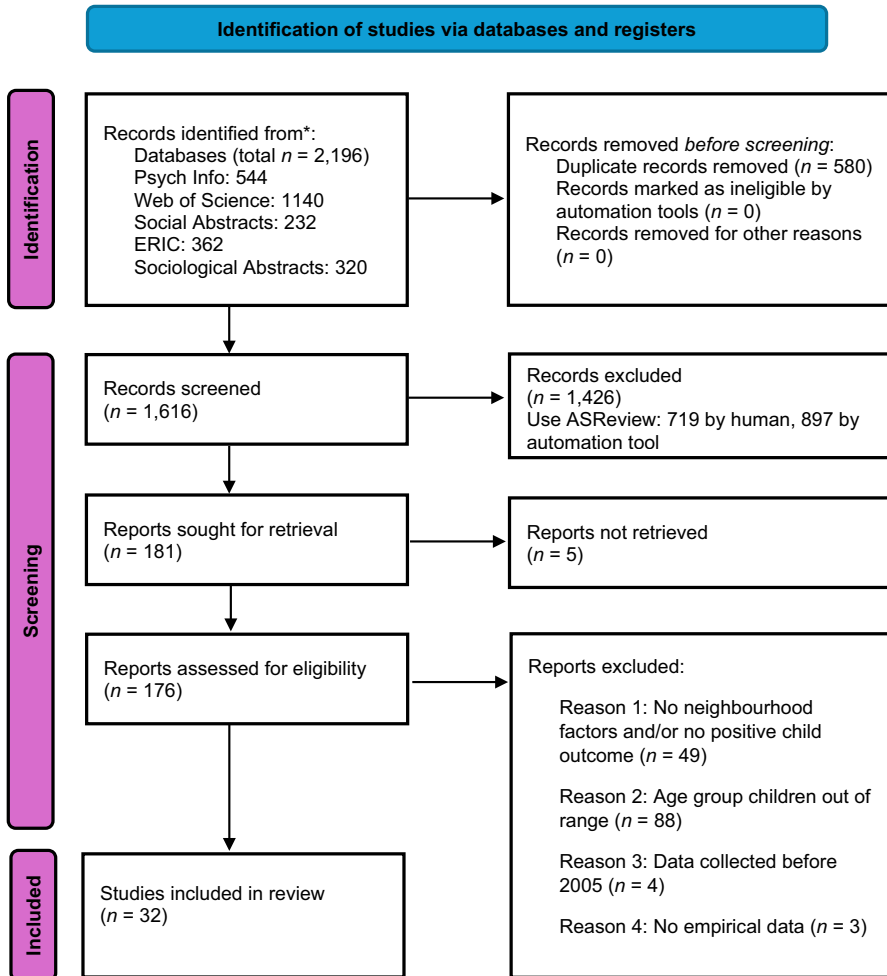 Identification of studies via databases and registers
Identification
Records identified from*:
Databases (total n = 2,196)
Psych Info: 544
Web of Science: 1140
Social Abstracts: 232
ERIC: 362
Sociological Abstracts: 320
Records removed before screening:
Duplicate records removed (n = 580)
Records marked as ineligible by
automation tools (n = 0)
Records removed for other reasons
(n = 0)
Screening
Records screened
(n = 1,616)
Records excluded
(n = 1,426)
Use ASReview: 719 by human, 897 by
automation tool
Reports sought for retrieval
(n = 181)
Reports not retrieved
(n = 5)
Reports assessed for eligibility
(n = 176)
Reports excluded:
Reason 1: No neighbourhood
factors and/or no positive child
outcome (n = 49)
Reason 2: Age group children out of
range (n = 88)
Reason 3: Data collected before
2005 (n = 4)
Reason 4: No empirical data (n = 3)
Included
Studies included in review
(n = 32)